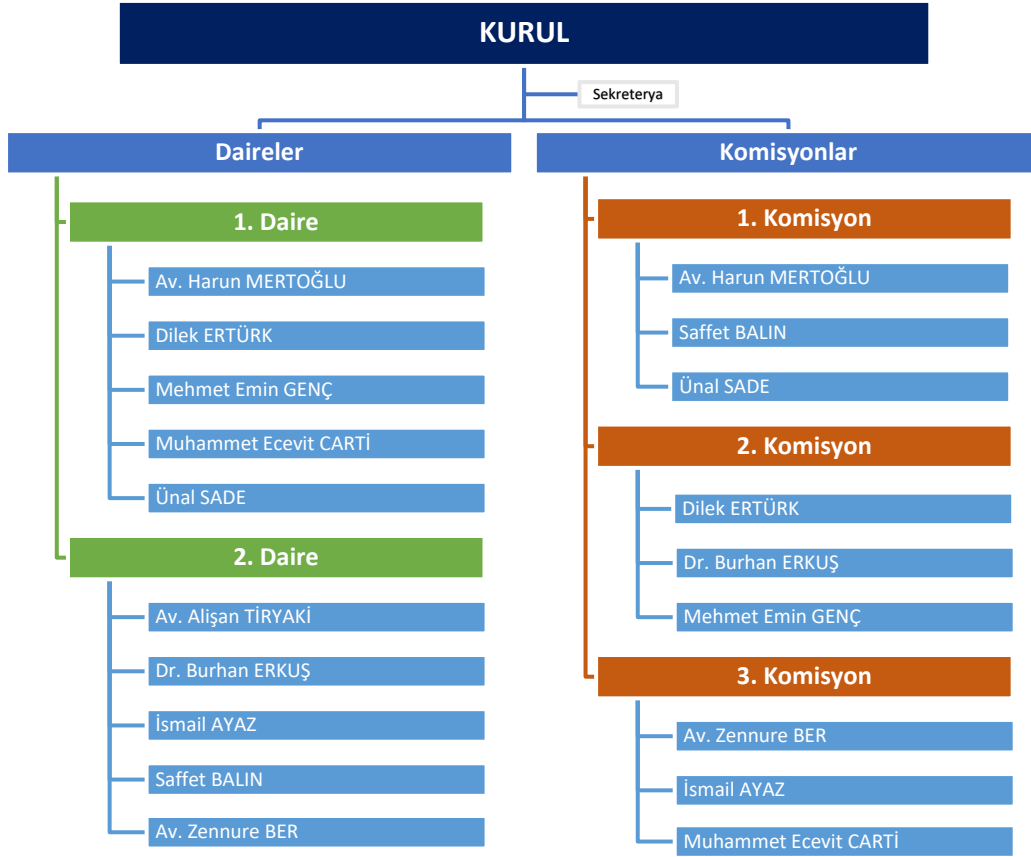 KURUL
Sekreterya
Daireler
1. Daire
Av. Harun MERTOĞLU
Dilek ERTÜRK
Mehmet Emin GENÇ
Muhammet Ecevit CARTİ
Ünal SADE
2. Daire
Av. Alişan TİRYAKİ
Dr. Burhan ERKUŞ
İsmail AYAZ
Saffet BALIN
Av. Zennure BER
Komisyonlar
1. Komisyon
Av. Harun MERTOĞLU
Saffet BALIN
Ünal SADE
2. Komisyon
Dilek ERTÜRK
Dr. Burhan ERKUŞ
Mehmet Emin GENÇ
3. Komisyon
Av. Zennure BER
İsmail AYAZ
Muhammet Ecevit CARTİ